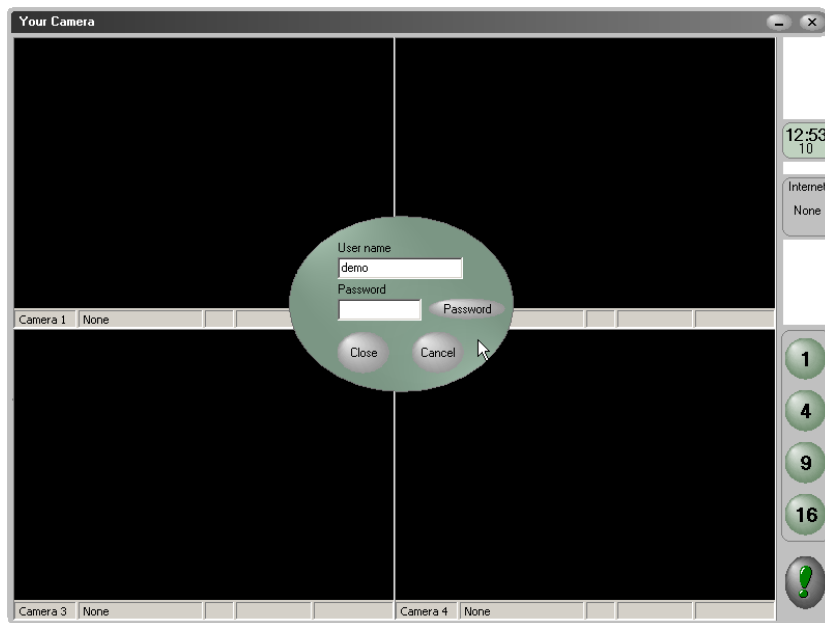 Your Camera
12:53
10
Internet
None
User name
demo
Password
Password
Close Cancel
Camera 1 None
1
4
9
16
Camera 3 None Camera 4 None